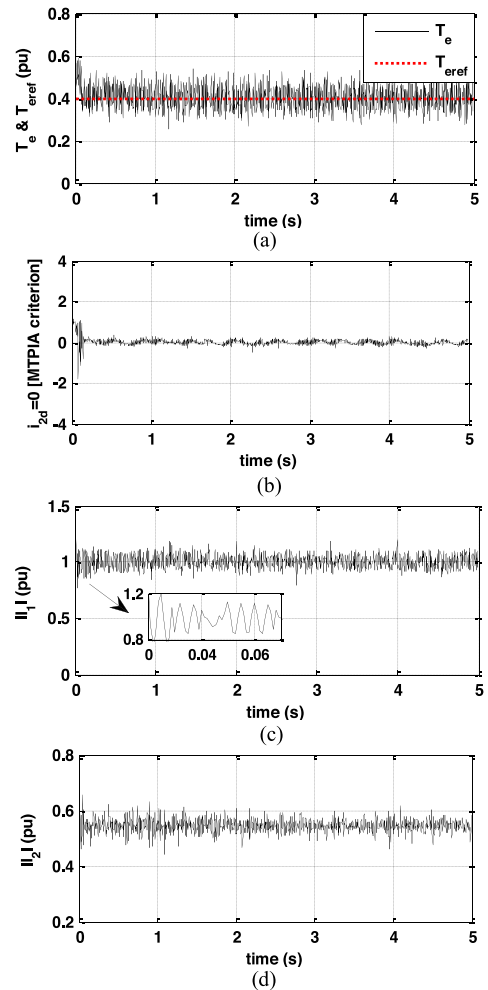 0.8
0.6
0.4
0.2
0
T_e & T_eref (pu)
T_e
T_eref
0 1 2 3 4 5
time (s)
(a)
4
2
0
-2
-4
i_2d=0 [MTPIA criterion]
0 1 2 3 4 5
time (s)
(b)
1.5
1
0.5
0
II_1I (pu)
1.2
0.8
0 0.04 0.06
0 1 2 3 4 5
time (s)
(c)
0.8
0.6
0.4
0.2
II_2I (pu)
0 1 2 3 4 5
time (s)
(d)